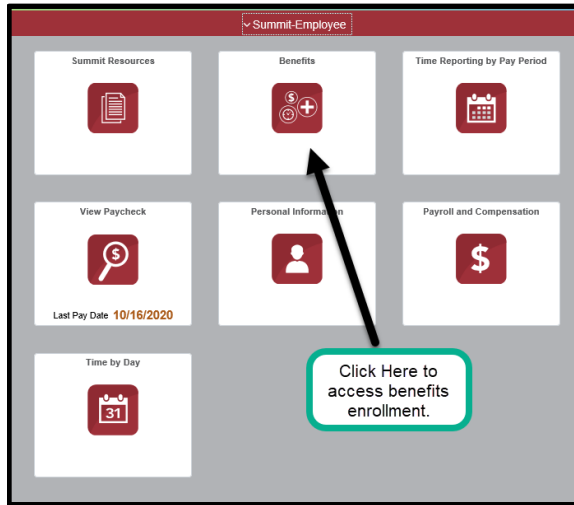 Summit-Employee
Summit Resources
Benefits
Time Reporting by Pay Period
$
View Paycheck
Personal Information
Payroll and Compensation
$
$
Last Pay Date 10/16/2020
Time by Day
31
Click Here to
access benefits
enrollment.